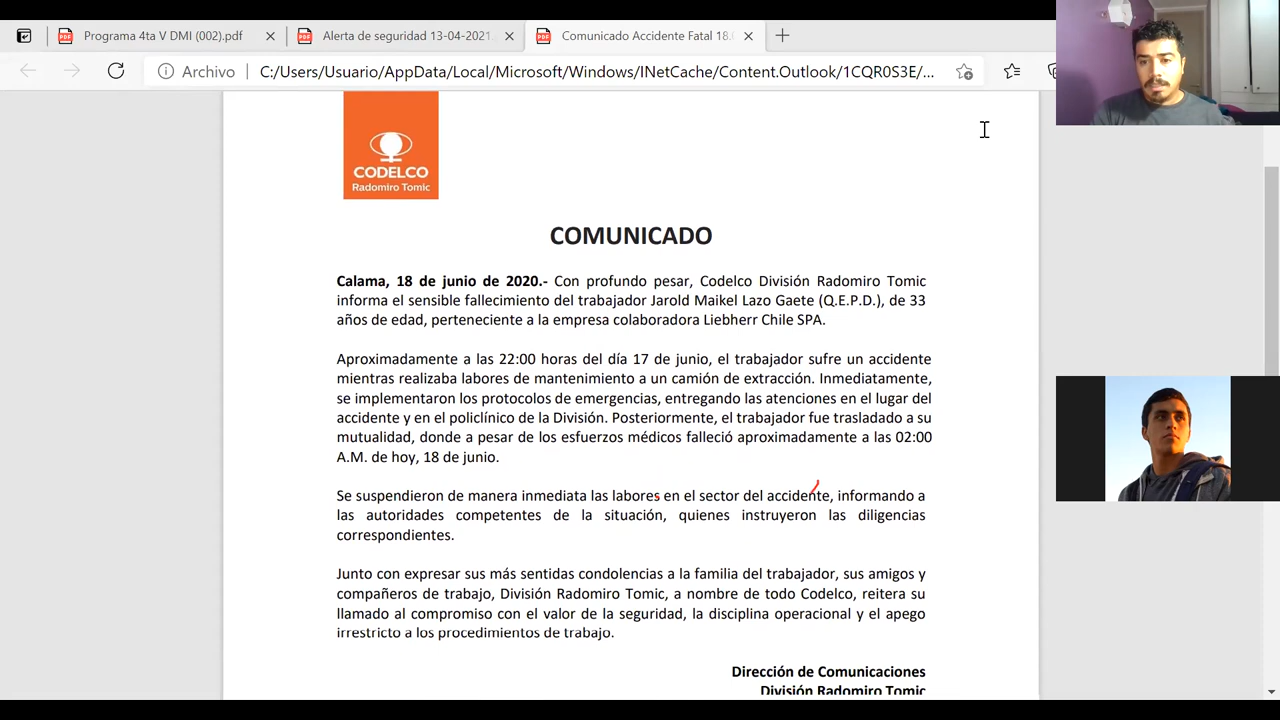 Programa 4ta V DMI (002).pdf
Alerta de seguridad 13-04-2021
Comunicado Accidente Fatal 18.
Archivo
C:/Users/Usuario/AppData/Local/Microsoft/Windows/INetCache/Content.Outlook/1CQR0S3E/...
CODELCO
Radomiro Tomic
COMUNICADO
Calama, 18 de junio de 2020.- Con profundo pesar, Codelco División Radomiro Tomic
informa el sensible fallecimiento del trabajador Jarold Maikel Lazo Gaete (Q.E.P.D.), de 33
años de edad, perteneciente a la empresa colaboradora Liebherr Chile SPA.
Aproximadamente a las 22:00 horas del día 17 de junio, el trabajador sufre un accidente
mientras realizaba labores de mantenimiento a un camión de extracción. Inmediatamente,
se implementaron los protocolos de emergencias, entregando las atenciones en el lugar del
accidente y en el policlínico de la División. Posteriormente, el trabajador fue trasladado a su
mutualidad, donde a pesar de los esfuerzos médicos falleció aproximadamente a las 02:00
A.M. de hoy, 18 de junio.
Se suspendieron de manera inmediata las labores en el sector del accidente, informando a
las autoridades competentes de la situación, quienes instruyeron las diligencias
correspondientes.
Junto con expresar sus más sentidas condolencias a la familia del trabajador, sus amigos y
compañeros de trabajo, División Radomiro Tomic, a nombre de todo Codelco, reitera su
llamado al compromiso con el valor de la seguridad, la disciplina operacional y el apego
irrestricto a los procedimientos de trabajo.
Dirección de Comunicaciones
División Radomiro Tomic